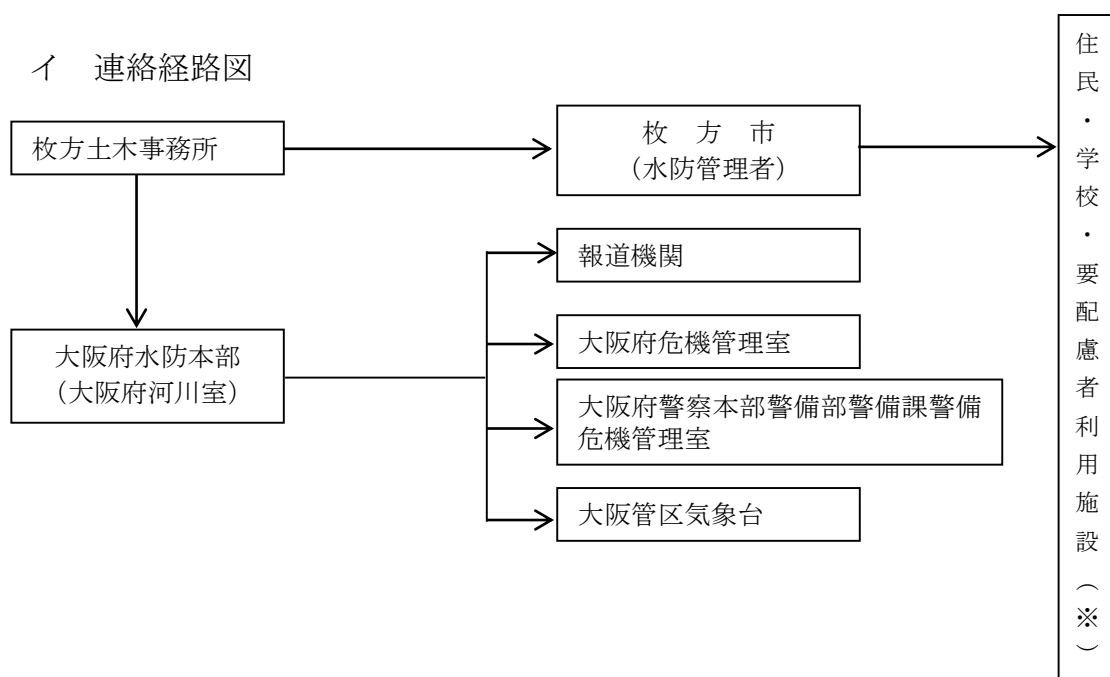 イ 連絡経路図
枚方土木事務所
枚 方 市
(水防管理者)
報道機関
大阪府水防本部
(大阪府河川室)
大阪府危機管理室
大阪府警察本部警備部警備課警備
危機管理室
大阪管区気象台
住民・学校・要配慮者利用施設(※)